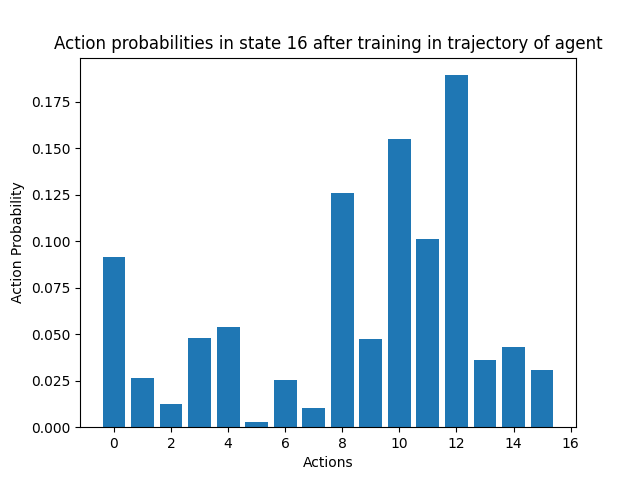 Action probabilities in state 16 after training in trajectory of agent
0.175
0.150
0.125
0.100
0.075
0.050
0.025
0.000
Action Probability
0 2 4 6 8 10 12 14 16
Actions